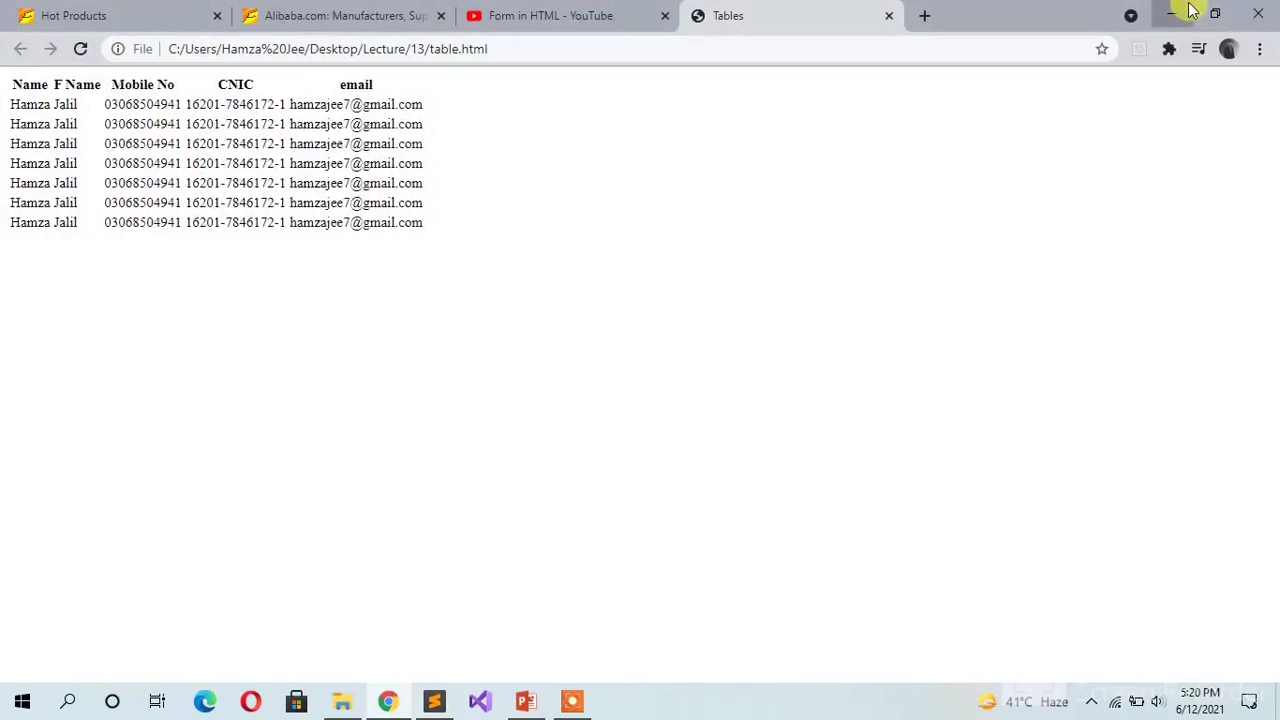 Hot Products
Alibaba.com: Manufacturers, Sup
Form in HTML - YouTube
Tables
File
C:/Users/Hamza%20Jee/Desktop/Lecture/13/table.html
Name F Name Mobile No CNIC email
Hamza Jalil 03068504941 16201-7846172-1 hamzajee7@gmail.com
Hamza Jalil 03068504941 16201-7846172-1 hamzajee7@gmail.com
Hamza Jalil 03068504941 16201-7846172-1 hamzajee7@gmail.com
Hamza Jalil 03068504941 16201-7846172-1 hamzajee7@gmail.com
Hamza Jalil 03068504941 16201-7846172-1 hamzajee7@gmail.com
Hamza Jalil 03068504941 16201-7846172-1 hamzajee7@gmail.com
Hamza Jalil 03068504941 16201-7846172-1 hamzajee7@gmail.com
41°C Haze
5:20 PM
6/12/2021